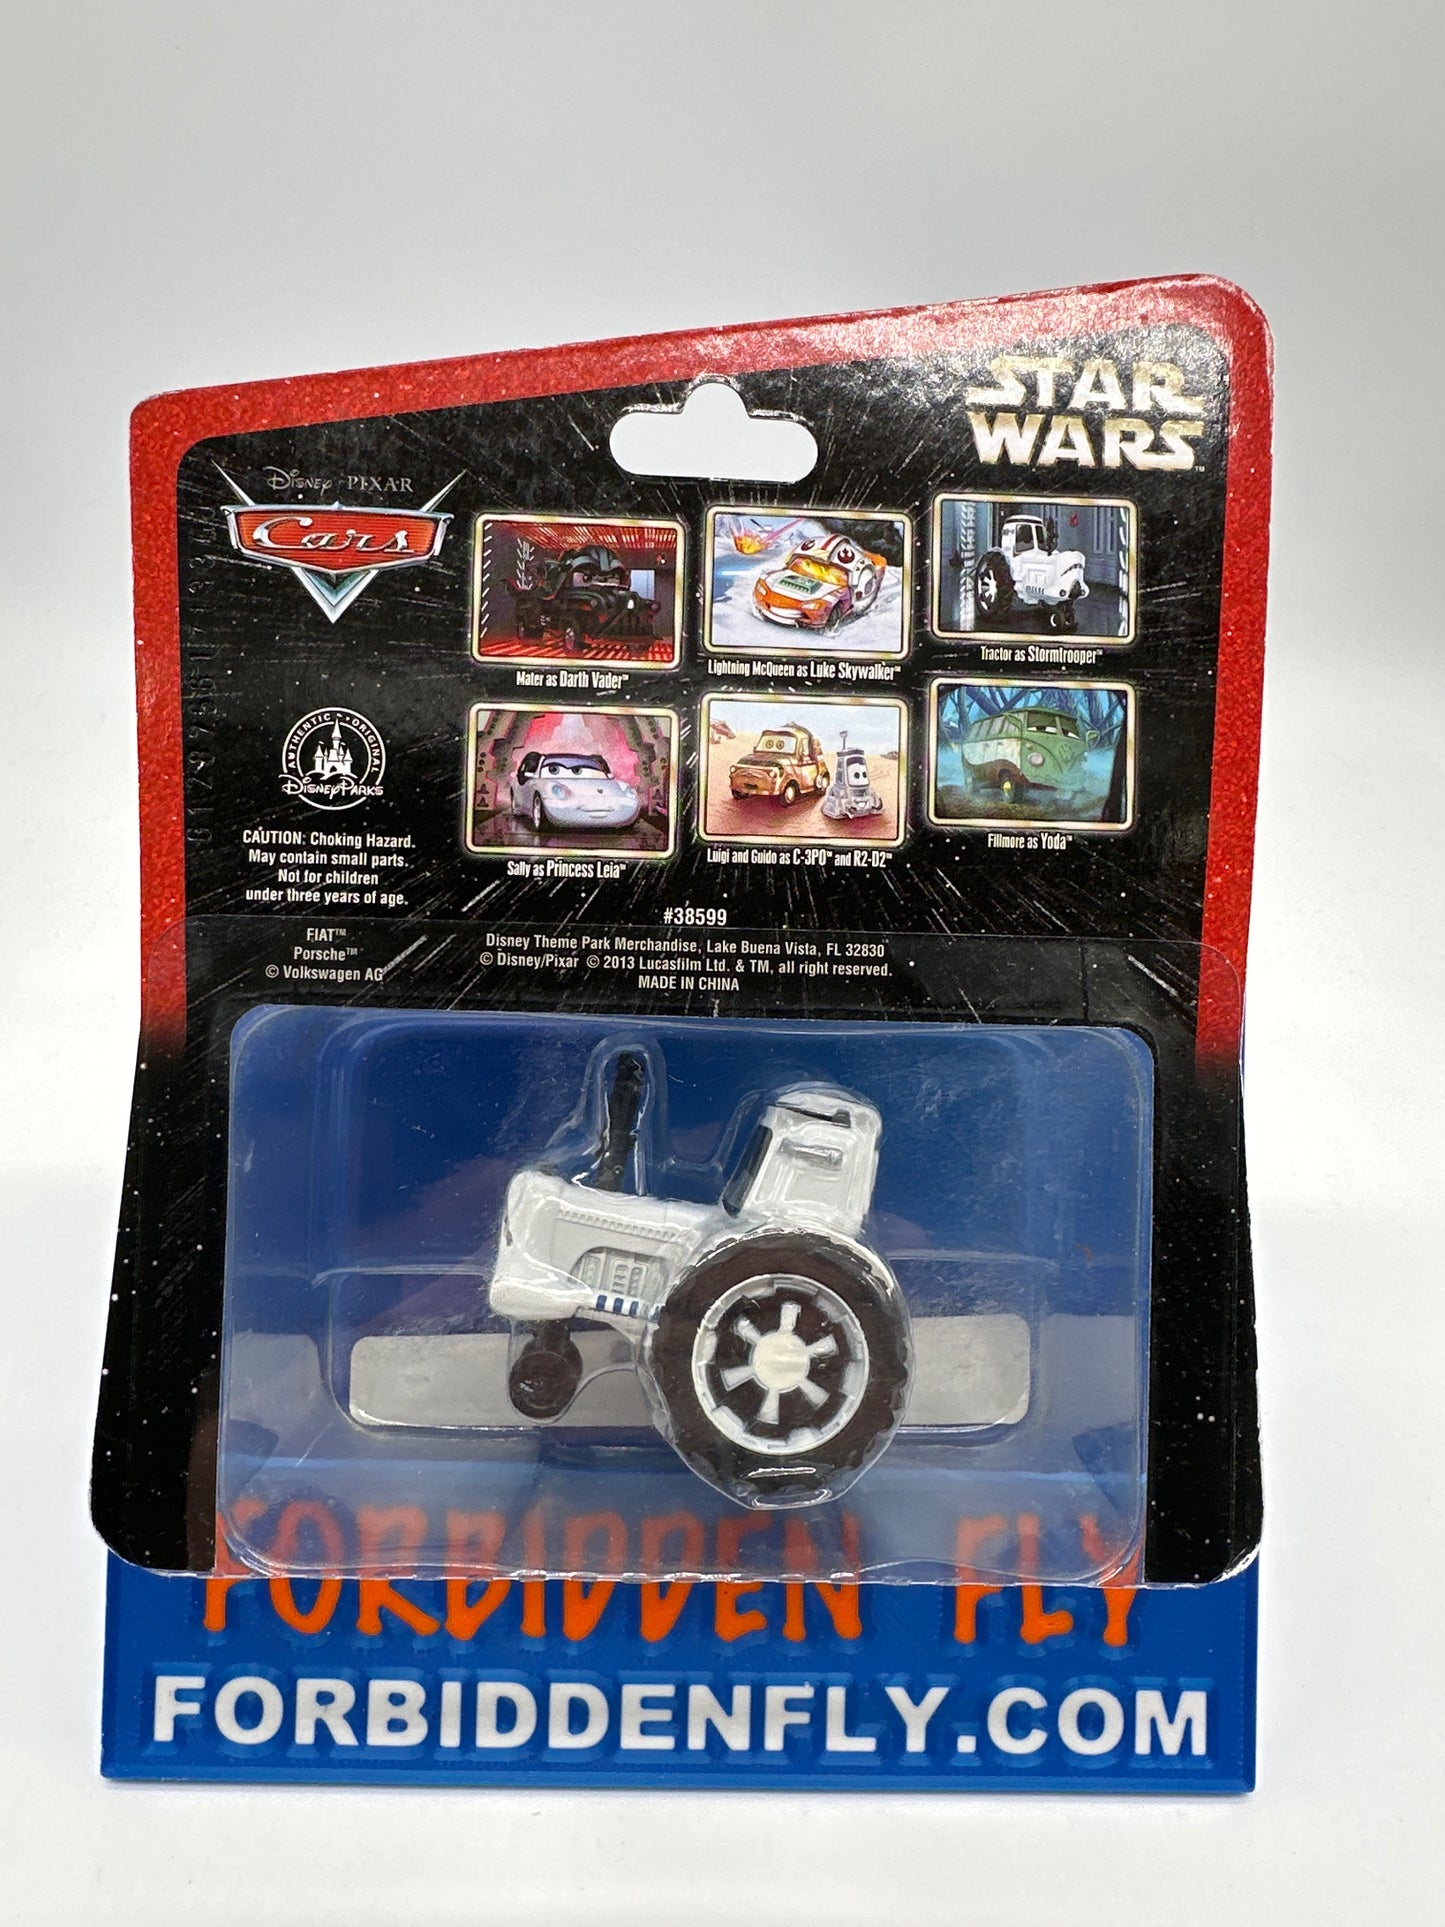 STAR
WARS™
Disney · PIXAR
Cars
Mater as Darth Vader™
Lightning McQueen as Luke Skywalker™
Tractor as Stormtrooper™
Sally as Princess Leia™
Luigi and Guido as C-3PO™ and R2-D2™
Fillmore as Yoda™
AUTHENTIC • ORIGINAL
DISNEY PARKS
CAUTION: Choking Hazard.
May contain small parts.
Not for children
under three years of age.
FIAT™
Porsche™
© Volkswagen AG
#38599
Disney Theme Park Merchandise, Lake Buena Vista, FL 32830
© Disney/Pixar © 2013 Lucasfilm Ltd. & TM, all right reserved.
MADE IN CHINA
FORBIDDEN FLY
FORBIDDENFLY.COM